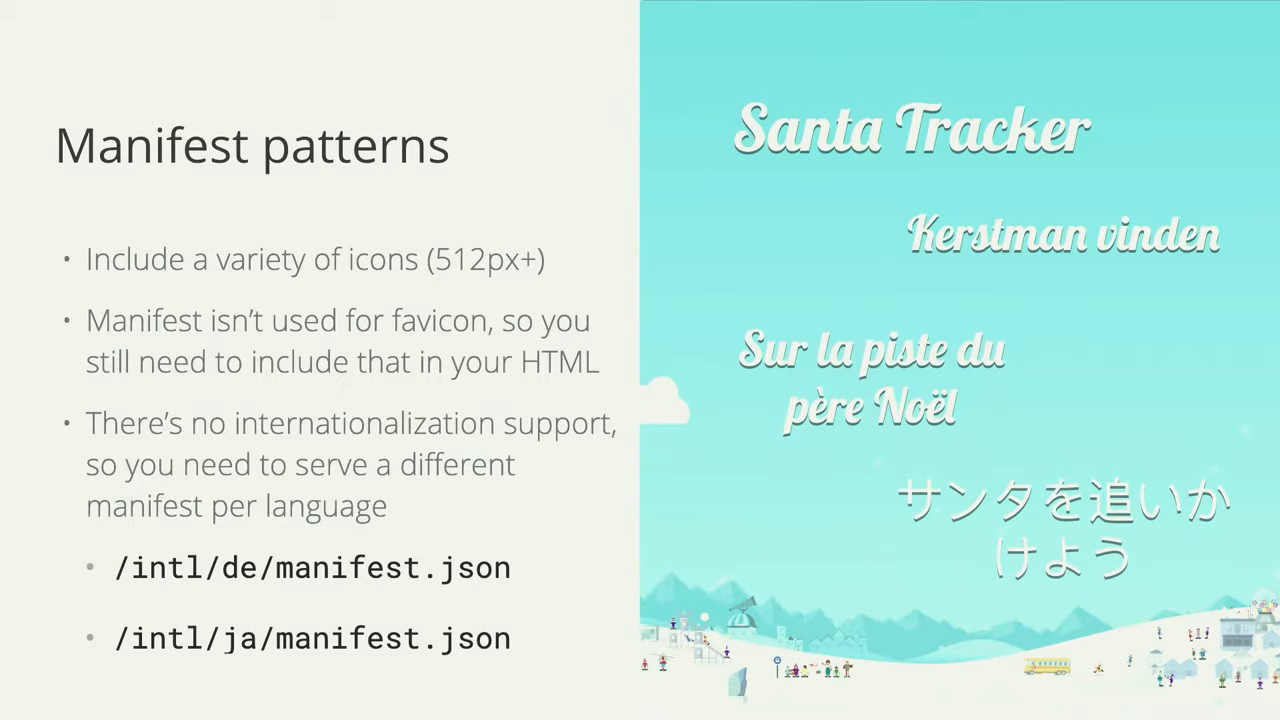 Manifest patterns
• Include a variety of icons (512px+)
• Manifest isn’t used for favicon, so you
still need to include that in your HTML
• There’s no internationalization support,
so you need to serve a different
manifest per language
• /intl/de/manifest.json
• /intl/ja/manifest.json
Santa Tracker
Kerstman vinden
Sur la piste du
père Noël
サンタを追いか
けよう